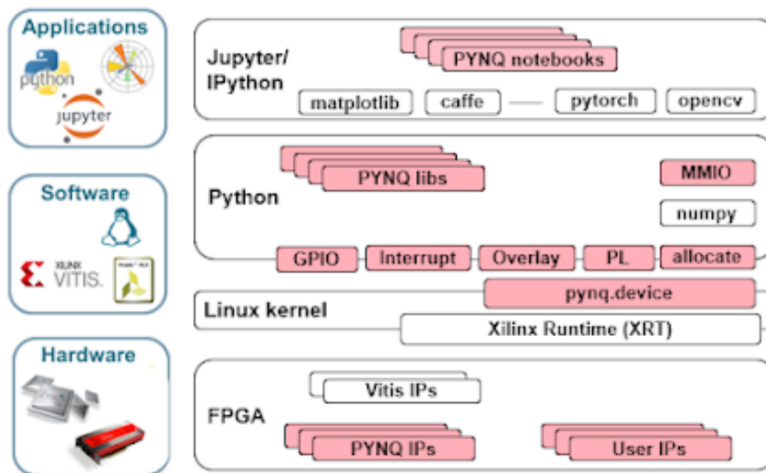 Applications
python
jupyter
Software
XILINX
VITIS.
Hardware
Jupyter/
IPython
PYNQ notebooks
matplotlib
caffe
pytorch
opencv
Python
PYNQ libs
MMIO
numpy
GPIO
Interrupt
Overlay
PL
allocate
Linux kernel
pynq.device
Xilinx Runtime (XRT)
FPGA
Vitis IPs
PYNQ IPs
User IPs